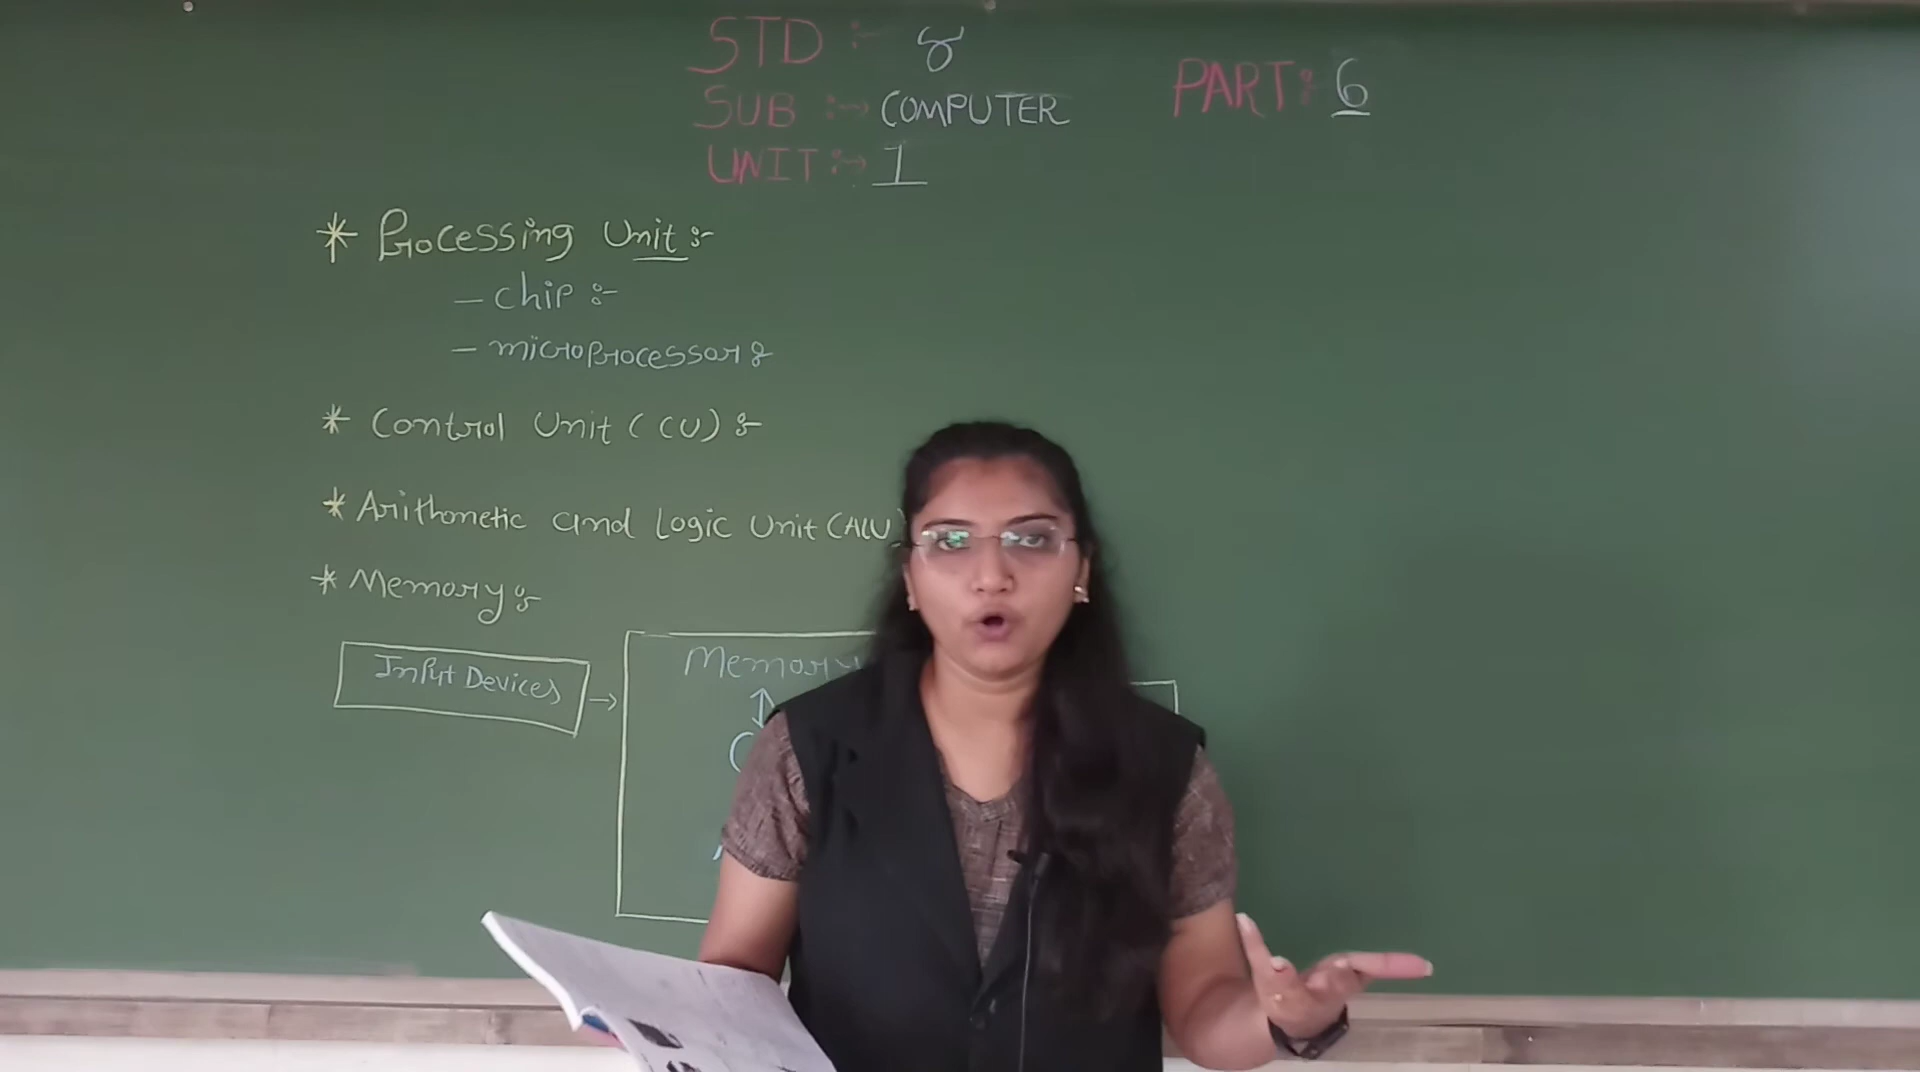 STD :- 8
SUB :→ COMPUTER
PART: 6
UNIT :→ 1
* Processing Unit :-
— chip :-
— microprocessor :
* Control Unit (CU) :-
* Arithmetic and Logic Unit (ALU)
* Memory :-
Input Devices →
Memory